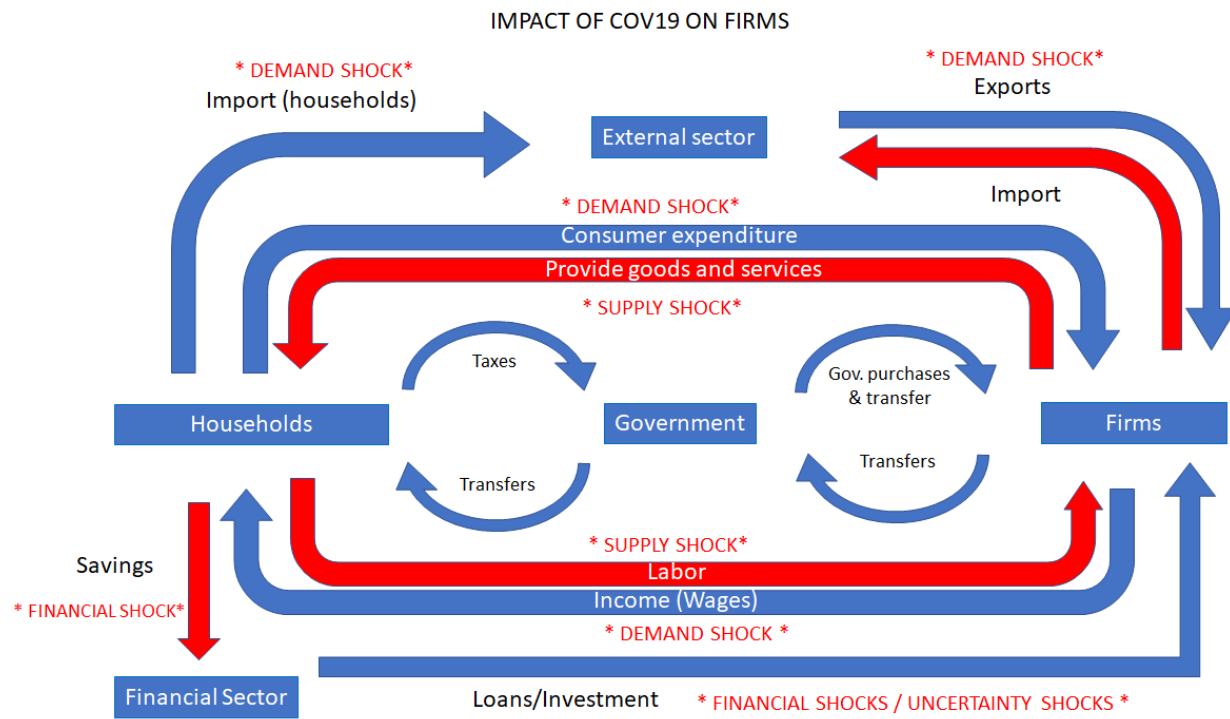 IMPACT OF COV19 ON FIRMS
* DEMAND SHOCK*
Import (households)
* DEMAND SHOCK*
Exports
External sector
Import
* DEMAND SHOCK*
Consumer expenditure
Provide goods and services
* SUPPLY SHOCK*
Taxes
Gov. purchases
& transfer
Households
Government
Firms
Transfers
Transfers
* SUPPLY SHOCK*
Labor
Income (Wages)
* DEMAND SHOCK *
Savings
* FINANCIAL SHOCK*
Financial Sector
Loans/Investment
* FINANCIAL SHOCKS / UNCERTAINTY SHOCKS *